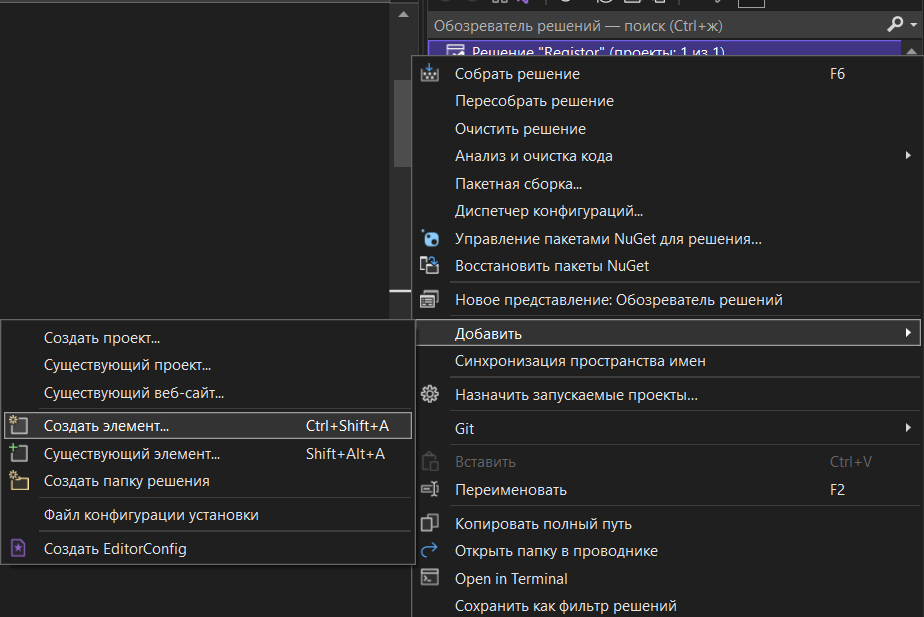 Обозреватель решений — поиск (Ctrl+ж)
Решение "Registor" (проекты: 1 из 1)
Собрать решение F6
Пересобрать решение
Очистить решение
Анализ и очистка кода
Пакетная сборка...
Диспетчер конфигураций...
Управление пакетами NuGet для решения...
Восстановить пакеты NuGet
Новое представление: Обозреватель решений
Добавить
Синхронизация пространства имен
Назначить запускаемые проекты...
Git
Вставить Ctrl+V
Переименовать F2
Копировать полный путь
Открыть папку в проводнике
Open in Terminal
Сохранить как фильтр решений
Создать проект...
Существующий проект...
Существующий веб-сайт...
Создать элемент... Ctrl+Shift+A
Существующий элемент... Shift+Alt+A
Создать папку решения
Файл конфигурации установки
Создать EditorConfig